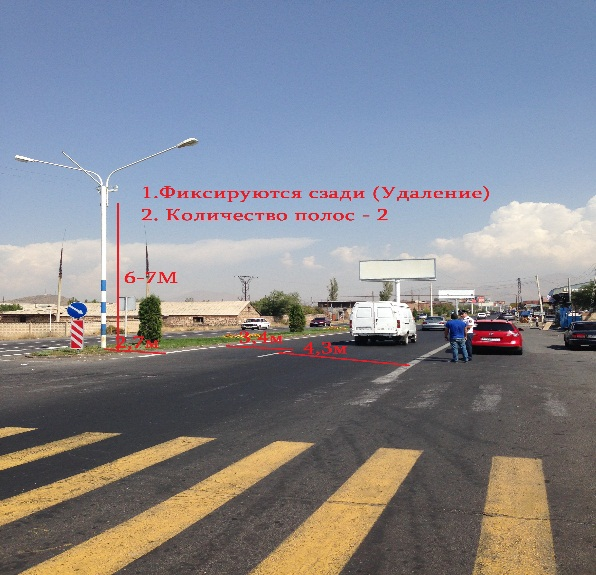 1.Фиксируются сзади (Удаление)
2. Количество полос - 2
6-7М
2,7м
3,4м
4,3м